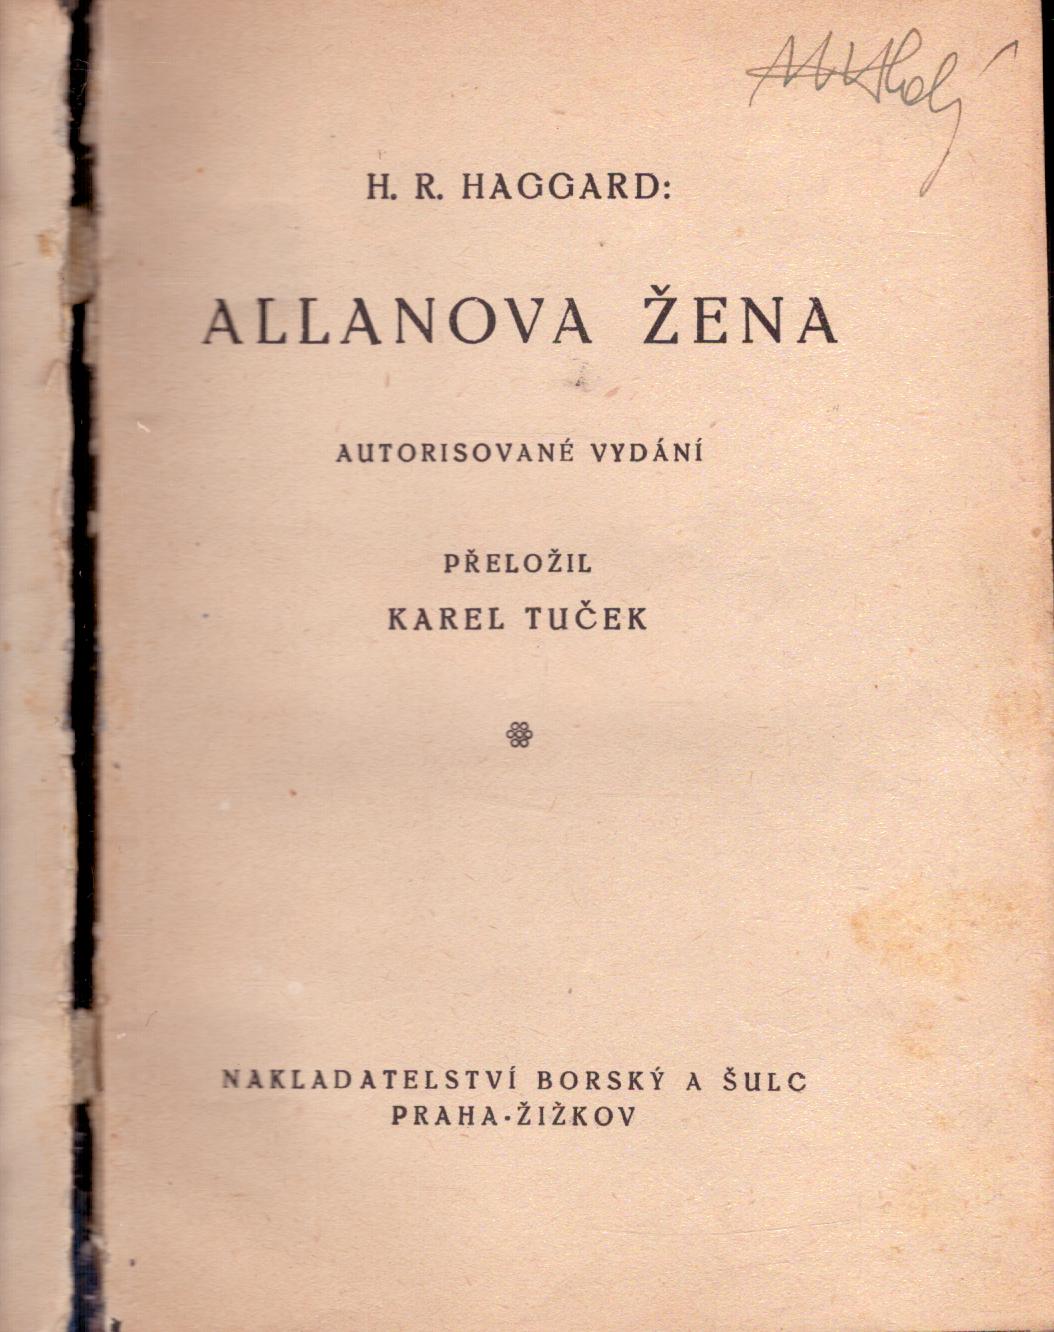 H. R. HAGGARD:
ALLANOVA ŽENA
AUTORISOVANÉ VYDÁNÍ
PŘELOŽIL
KAREL TUČEK
NAKLADATELSTVÍ BORSKÝ A ŠULC
PRAHA-ŽIŽKOV